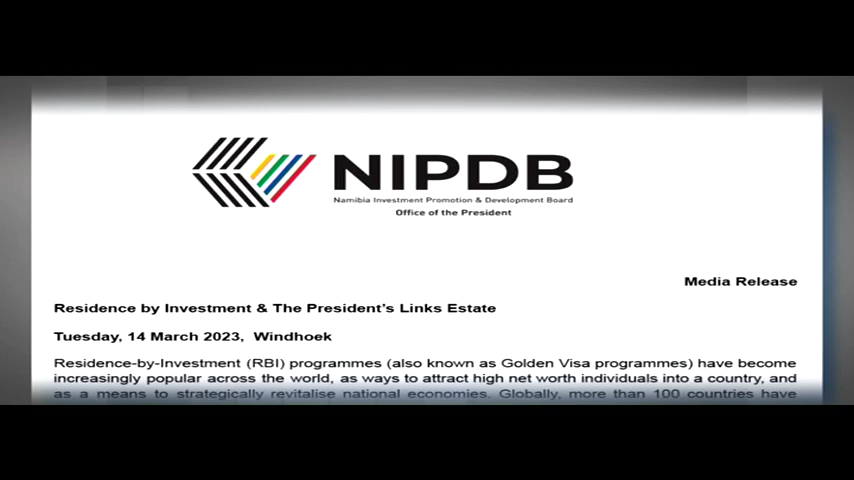 NIPDB
Namibia Investment Promotion & Development Board
Office of the President
Media Release
Residence by Investment & The President's Links Estate
Tuesday, 14 March 2023, Windhoek
Residence-by-Investment (RBI) programmes (also known as Golden Visa programmes) have become
increasingly popular across the world, as ways to attract high net worth individuals into a country, and
as a means to strategically revitalise national economies. Globally, more than 100 countries have